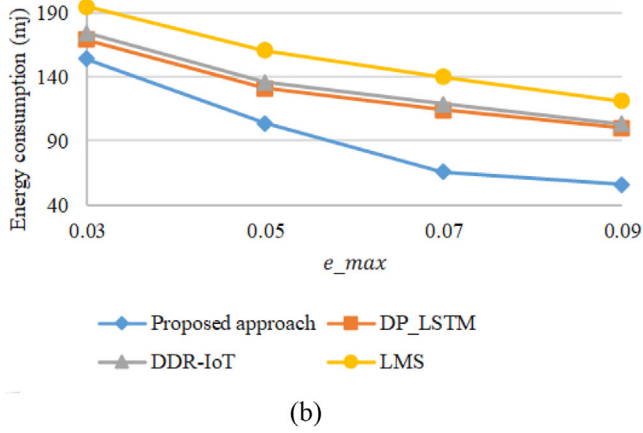 Energy consumption (mj)
190
140
90
40
0.03 0.05 0.07 0.09
e_max
Proposed approach DP_LSTM
DDR-IoT LMS
(b)